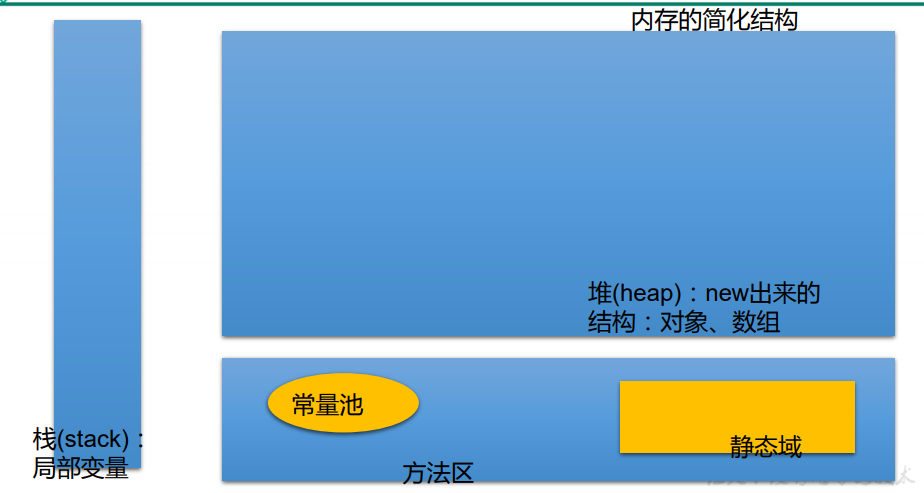 内存的简化结构
堆(heap)：new出来的
结构：对象、数组
常量池
静态域
栈(stack)：
局部变量
方法区